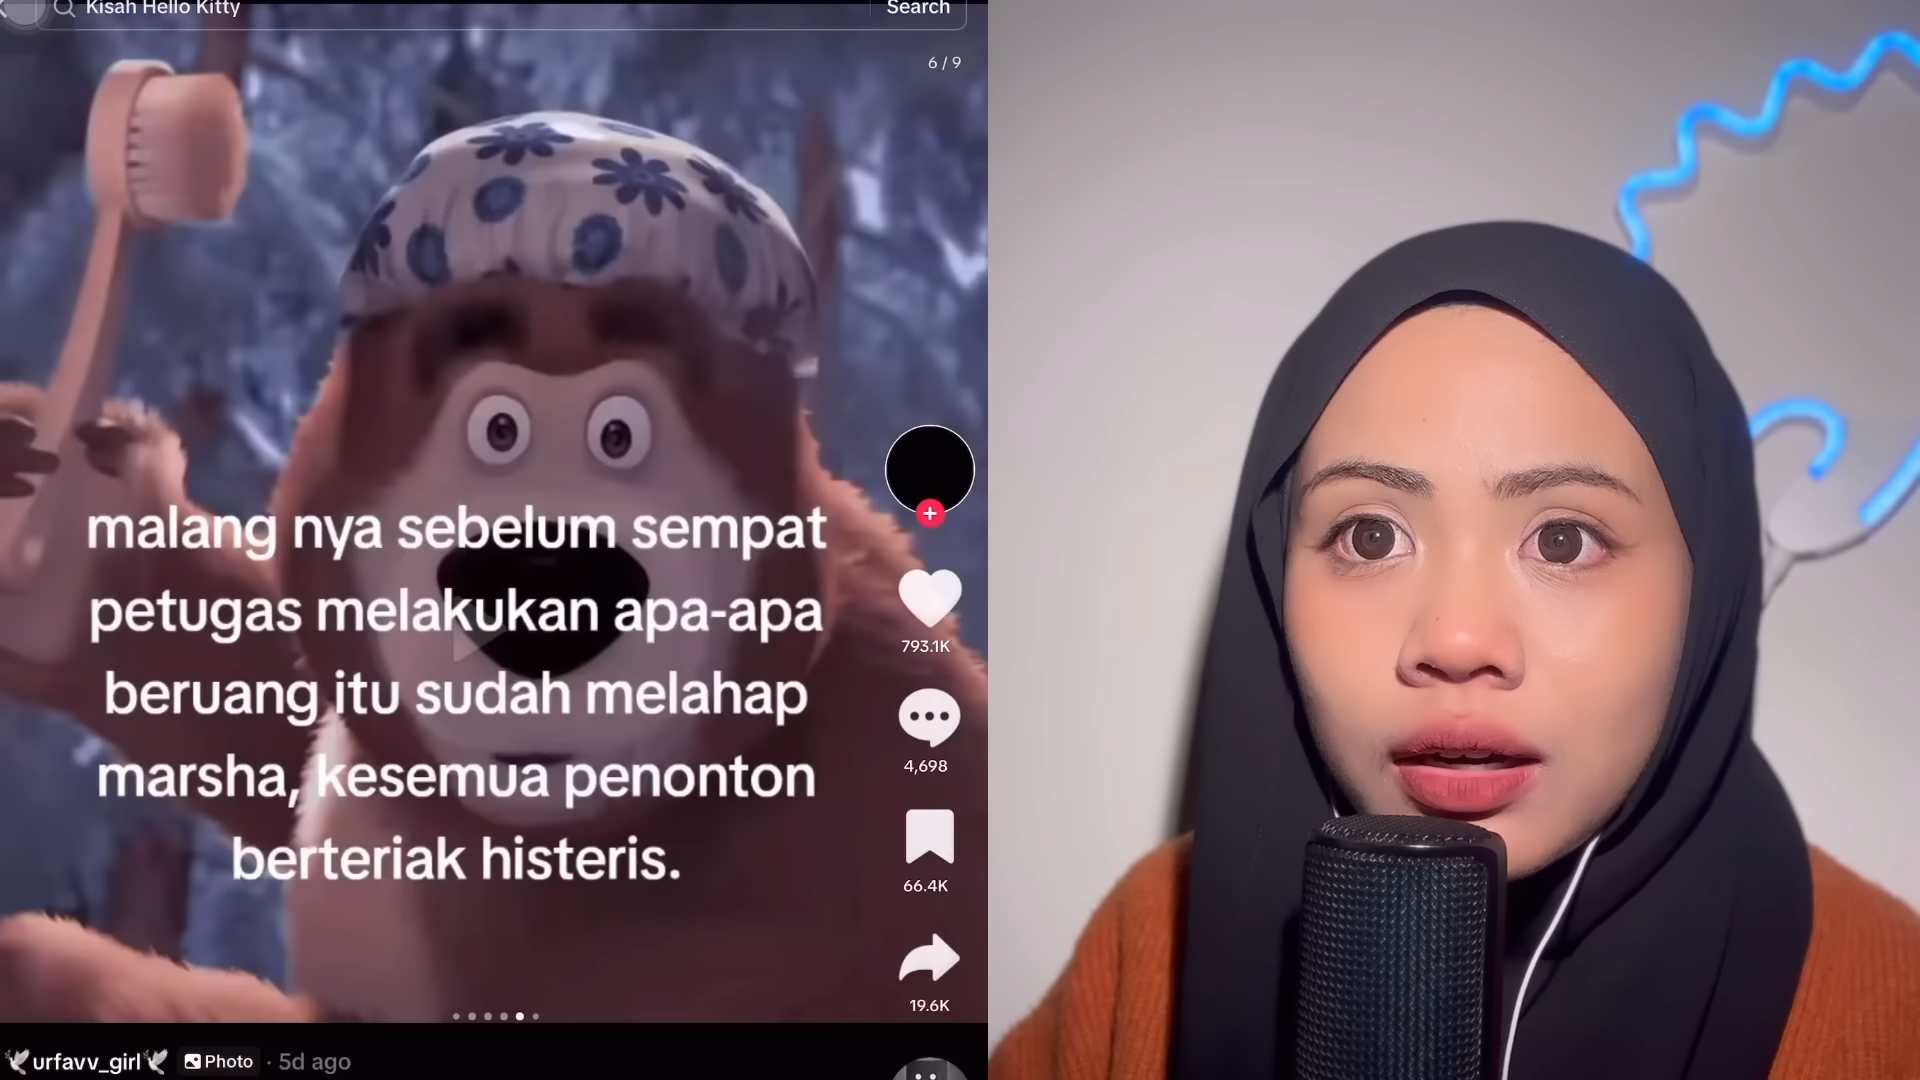 Kisah Hello Kitty
Search
6 / 9
malang nya sebelum sempat
petugas melakukan apa-apa
beruang itu sudah melahap
marsha, kesemua penonton
berteriak histeris.
793.1K
4,698
66.4K
19.6K
urfavv_girl Photo · 5d ago